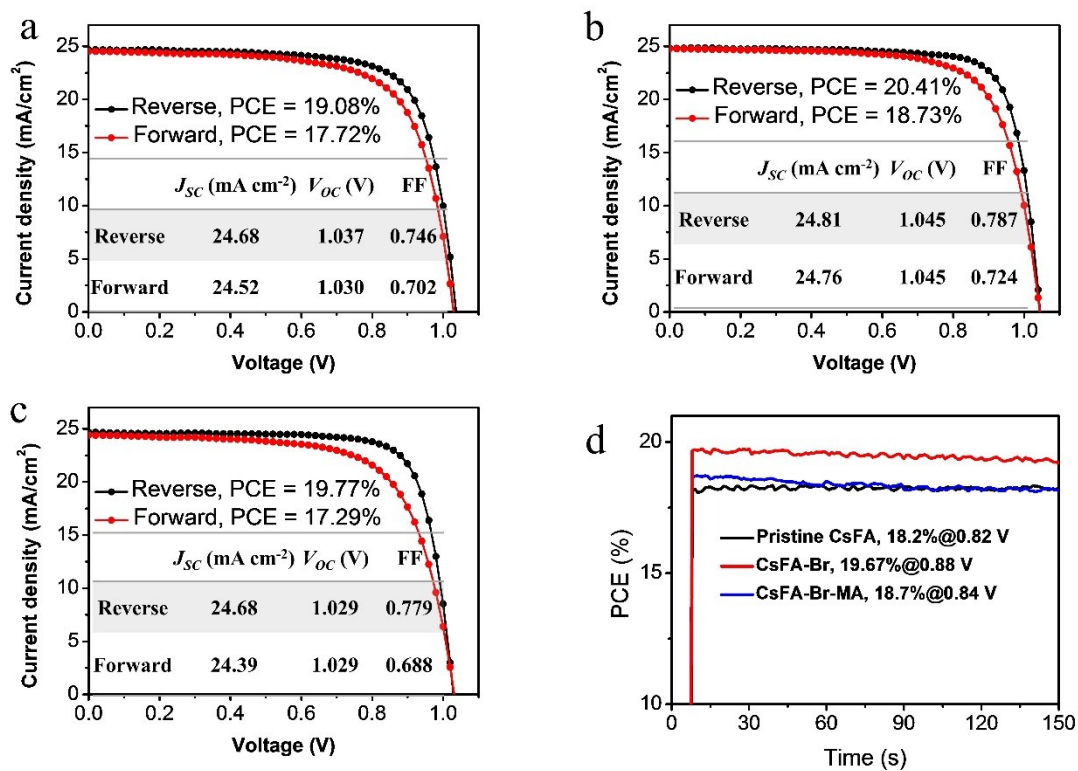 a
Current density (mA/cm²)
25
20
15
10
5
0
Reverse, PCE = 19.08%
Forward, PCE = 17.72%
J_SC (mA cm⁻²) V_OC (V) FF
Reverse 24.68 1.037 0.746
Forward 24.52 1.030 0.702
0.0 0.2 0.4 0.6 0.8 1.0
Voltage (V)
b
Current density (mA/cm²)
25
20
15
10
5
0
Reverse, PCE = 20.41%
Forward, PCE = 18.73%
J_SC (mA cm⁻²) V_OC (V) FF
Reverse 24.81 1.045 0.787
Forward 24.76 1.045 0.724
0.0 0.2 0.4 0.6 0.8 1.0
Voltage (V)
c
Current density (mA/cm²)
25
20
15
10
5
0
Reverse, PCE = 19.77%
Forward, PCE = 17.29%
J_SC (mA cm⁻²) V_OC (V) FF
Reverse 24.68 1.029 0.779
Forward 24.39 1.029 0.688
0.0 0.2 0.4 0.6 0.8 1.0
Voltage (V)
d
PCE (%)
20
10
Pristine CsFA, 18.2%@0.82 V
CsFA-Br, 19.67%@0.88 V
CsFA-Br-MA, 18.7%@0.84 V
0 30 60 90 120 150
Time (s)